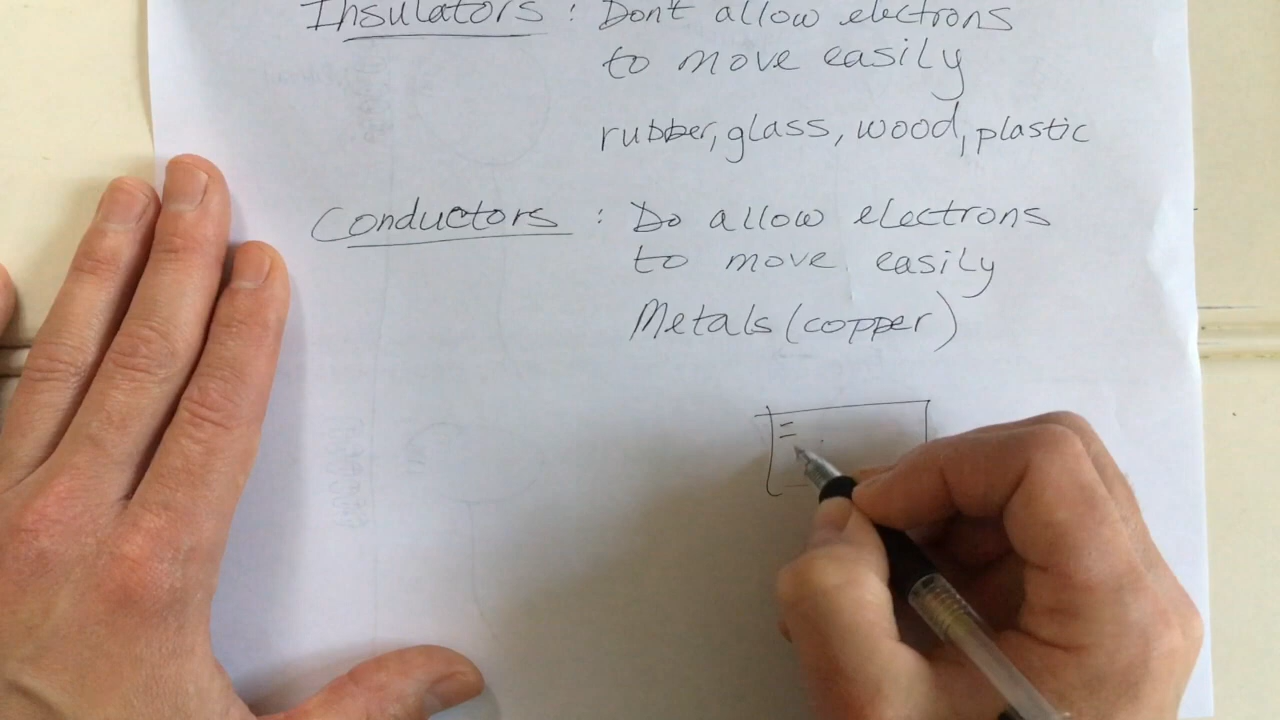 Insulators : Don't allow electrons
to move easily
rubber, glass, wood, plastic
Conductors : Do allow electrons
to move easily
Metals (copper)